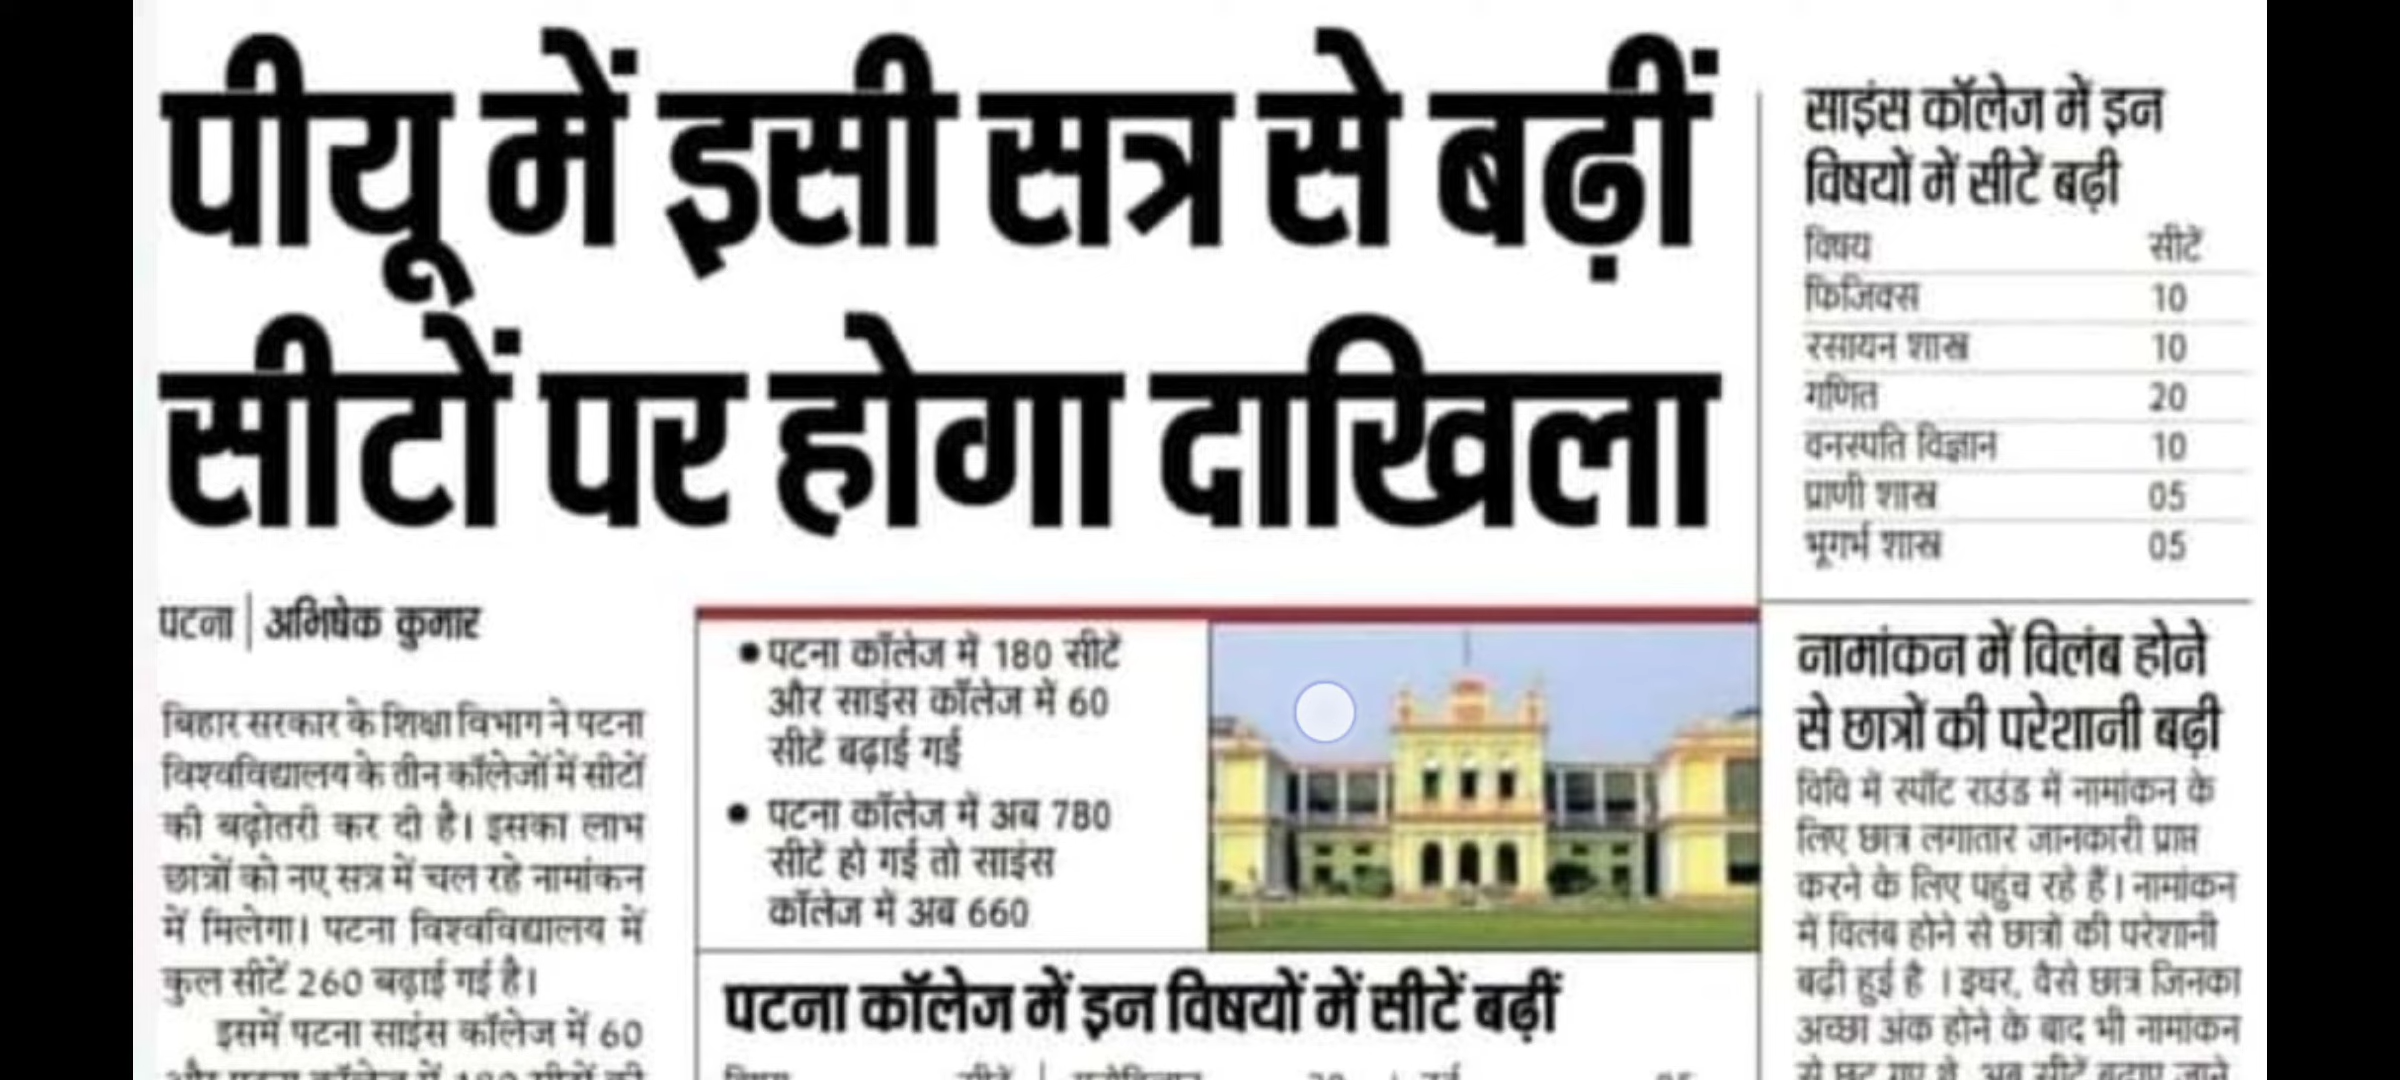 पीयू में इसी सत्र से बढ़ीं
सीटों पर होगा दाखिला
पटना | अभिषेक कुमार
बिहार सरकार के शिक्षा विभाग ने पटना
विश्वविद्यालय के तीन कॉलेजों में सीटों
की बढ़ोतरी कर दी है। इसका लाभ
छात्रों को नए सत्र में चल रहे नामांकन
में मिलेगा। पटना विश्वविद्यालय में
कुल सीटें 260 बढ़ाई गई है।
इसमें पटना साइंस कॉलेज में 60
• पटना कॉलेज में 180 सीटें
और साइंस कॉलेज में 60
सीटें बढ़ाई गई
• पटना कॉलेज में अब 780
सीटें हो गई तो साइंस
कॉलेज में अब 660
पटना कॉलेज में इन विषयों में सीटें बढ़ीं
साइंस कॉलेज में इन
विषयों में सीटें बढ़ी
विषय सीटें
फिजिक्स 10
रसायन शास्त्र 10
गणित 20
वनस्पति विज्ञान 10
प्राणी शास्त्र 05
भूगर्भ शास्त्र 05
नामांकन में विलंब होने
से छात्रों की परेशानी बढ़ी
विवि में स्पॉट राउंड में नामांकन के
लिए छात्र लगातार जानकारी प्राप्त
करने के लिए पहुंच रहे हैं। नामांकन
में विलंब होने से छात्रों की परेशानी
बढ़ी हुई है । इधर, वैसे छात्र जिनका
अच्छा अंक होने के बाद भी नामांकन